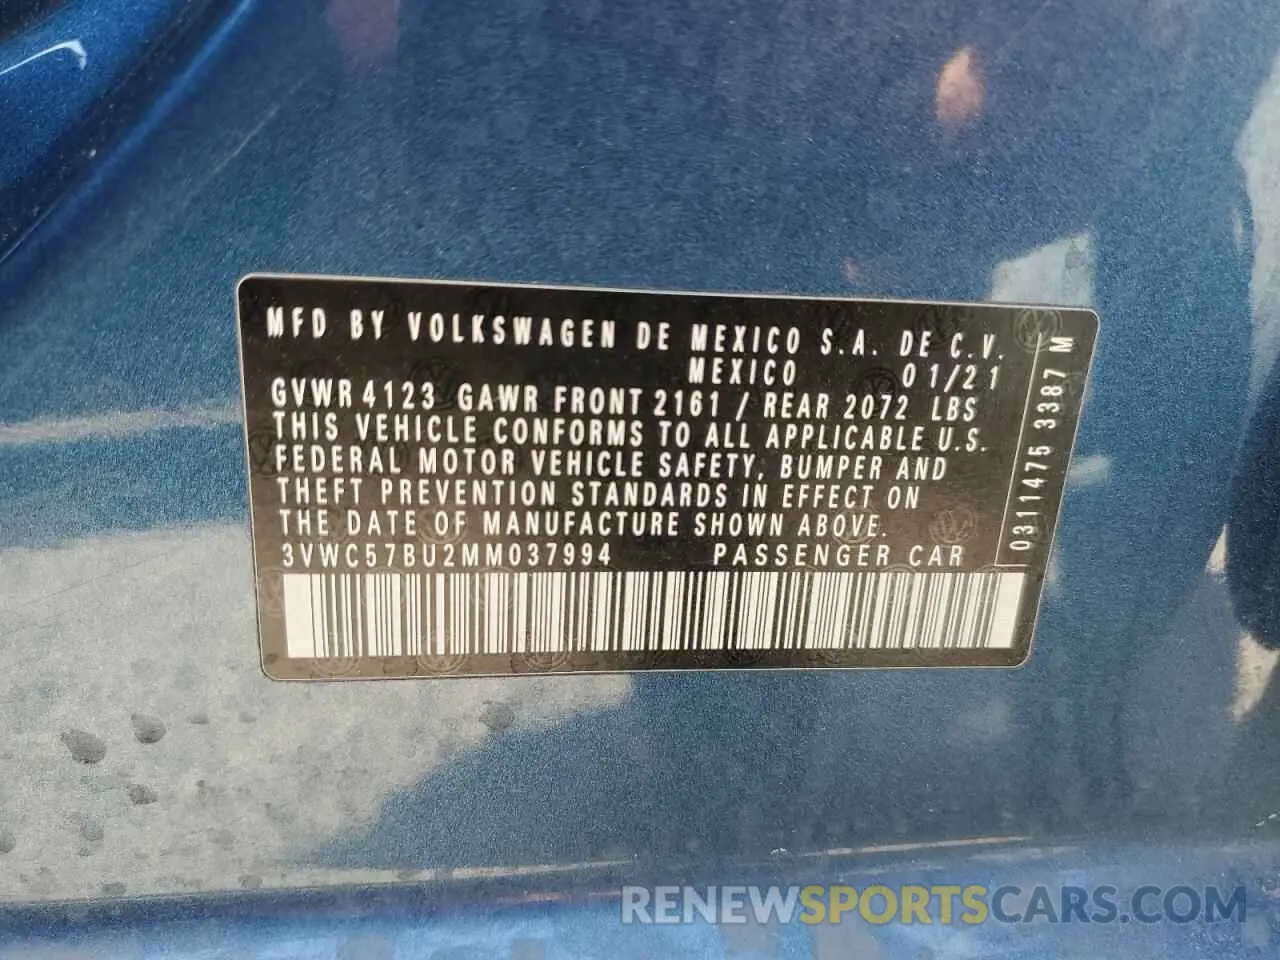 MFD BY VOLKSWAGEN DE MEXICO S.A. DE C.V.
MEXICO 01/21
GVWR 4123 GAWR FRONT 2161 / REAR 2072 LBS
THIS VEHICLE CONFORMS TO ALL APPLICABLE U.S.
FEDERAL MOTOR VEHICLE SAFETY, BUMPER AND
THEFT PREVENTION STANDARDS IN EFFECT ON
THE DATE OF MANUFACTURE SHOWN ABOVE.
3VWC57BU2MM037994 PASSENGER CAR
0311475 3387 M
RENEWSPORTSCARS.COM